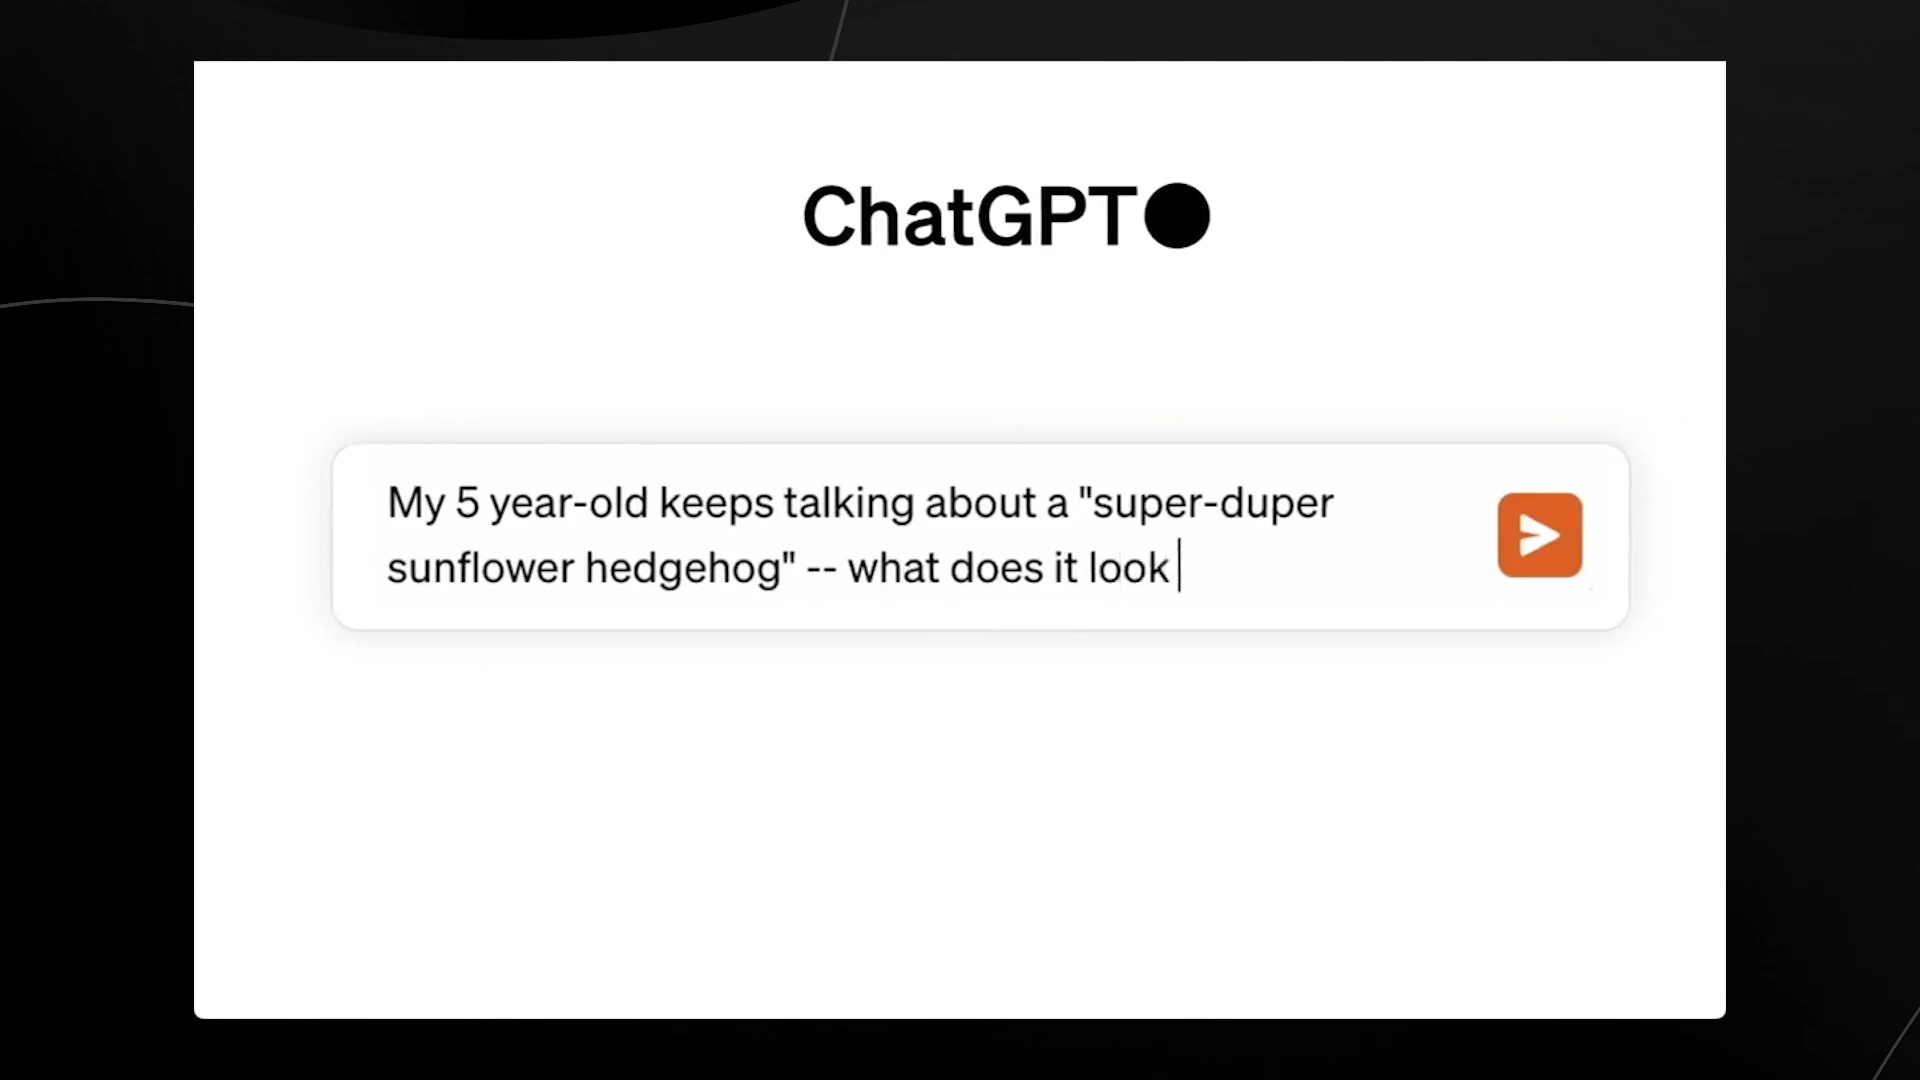 ChatGPT
My 5 year-old keeps talking about a "super-duper
sunflower hedgehog" -- what does it look